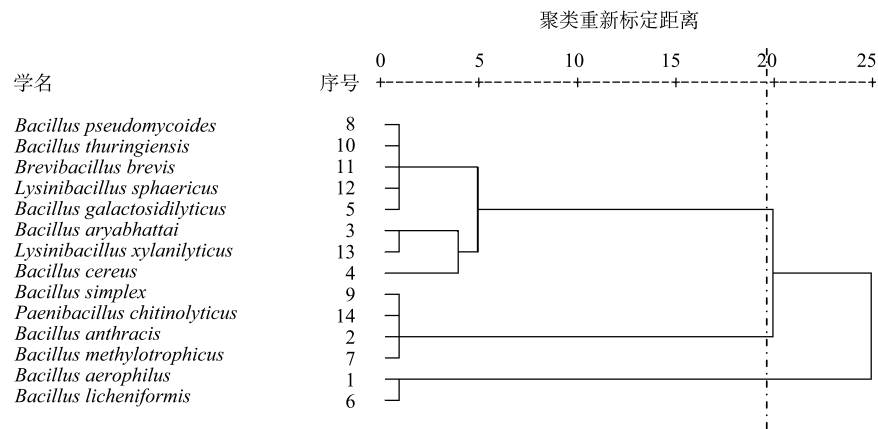 聚类重新标定距离
0 5 10 15 20 25
学名 序号
Bacillus pseudomycoides 8
Bacillus thuringiensis 10
Brevibacillus brevis 11
Lysinibacillus sphaericus 12
Bacillus galactosidilyticus 5
Bacillus aryabhattai 3
Lysinibacillus xylanilyticus 13
Bacillus cereus 4
Bacillus simplex 9
Paenibacillus chitinolyticus 14
Bacillus anthracis 2
Bacillus methylotrophicus 7
Bacillus aerophilus 1
Bacillus licheniformis 6